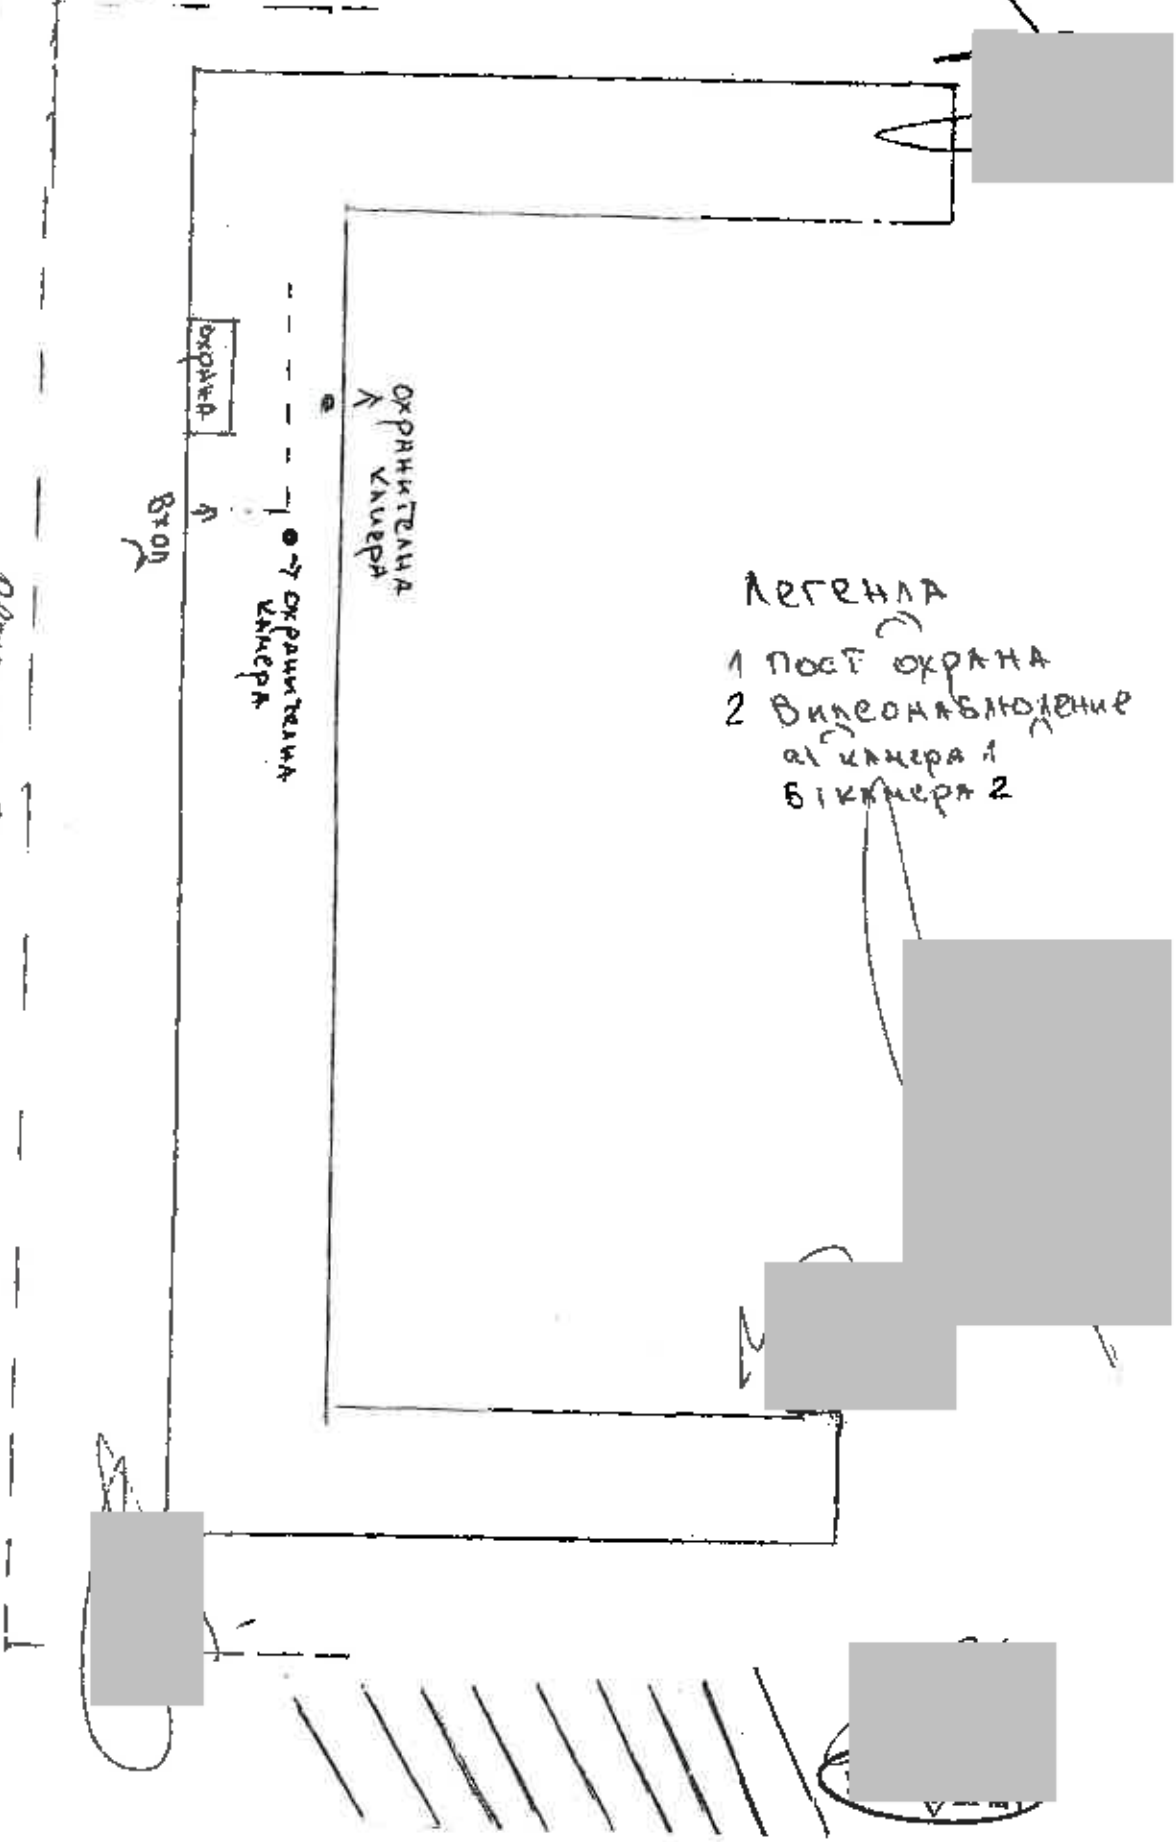 охрана
Вход
охранителна
камера
охранителна
камера
Легенда
1 Пост охрана
2 Видеонаблюдение
а) камера 1
б) камера 2